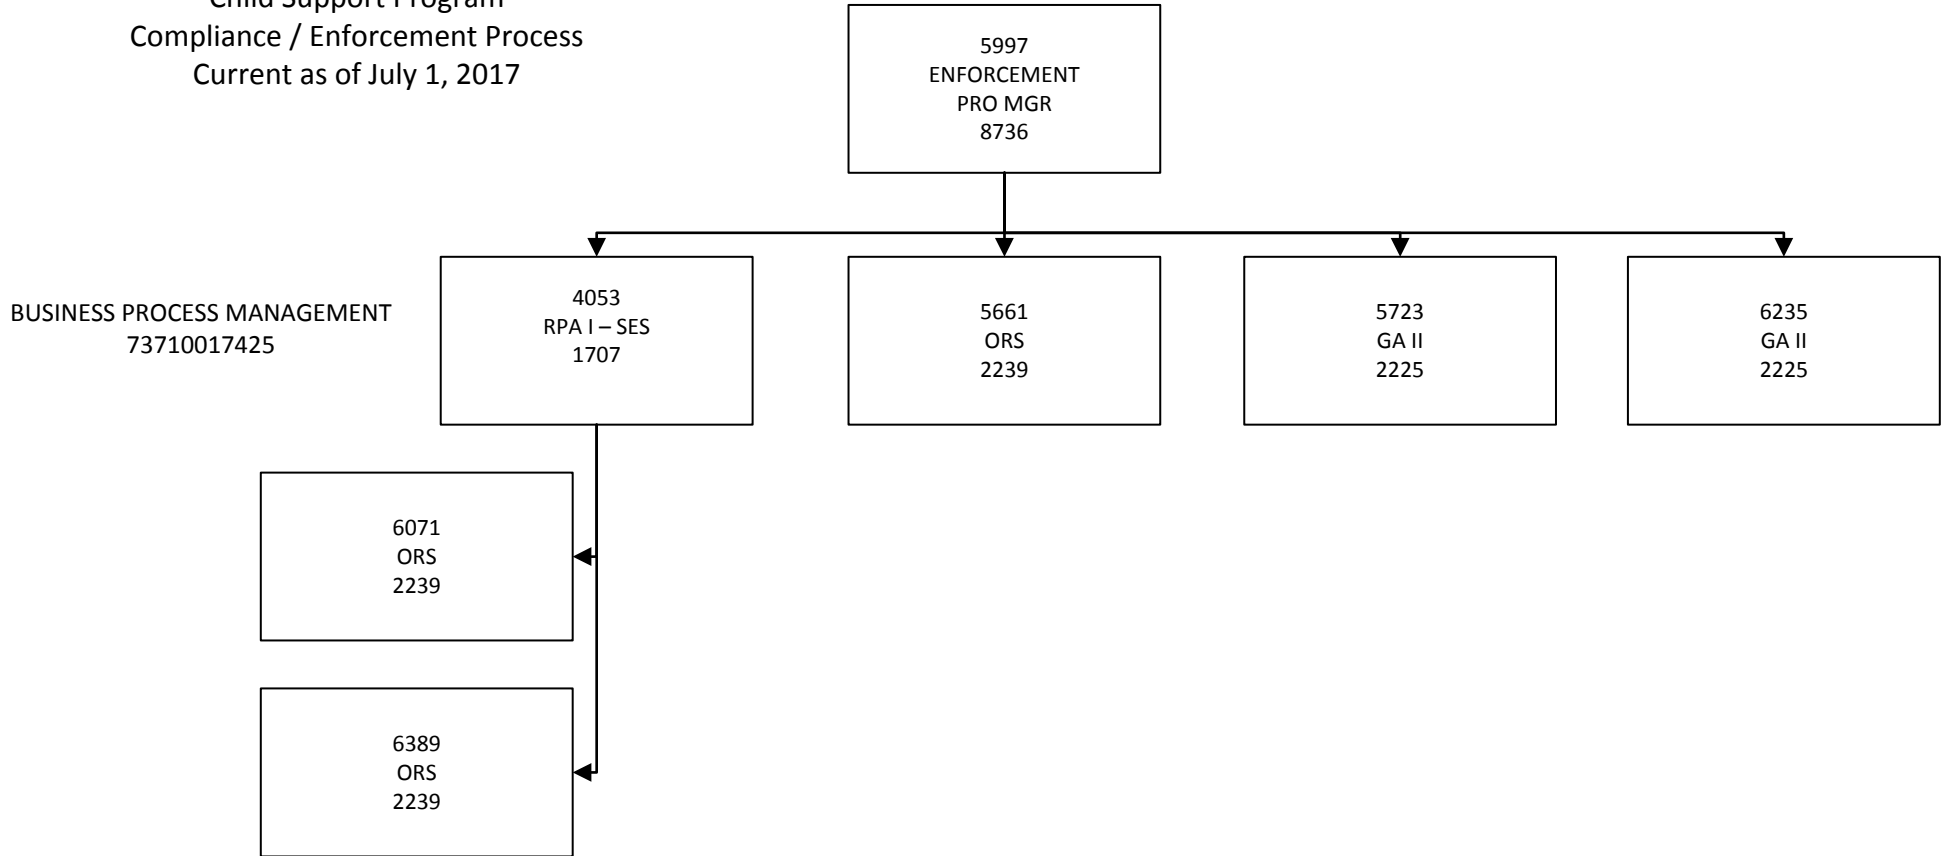 Child Support Program
Compliance / Enforcement Process
Current as of July 1, 2017
5997
ENFORCEMENT
PRO MGR
8736
BUSINESS PROCESS MANAGEMENT
73710017425
4053
RPA I – SES
1707
5661
ORS
2239
5723
GA II
2225
6235
GA II
2225
6071
ORS
2239
6389
ORS
2239